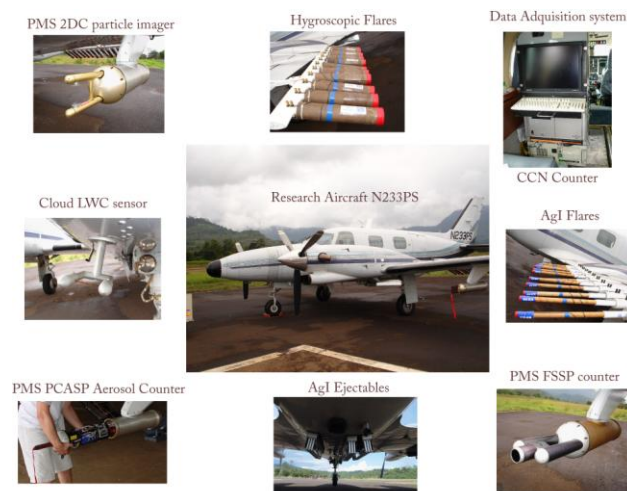 PMS 2DC particle imager
Hygroscopic Flares
Data Adquisition system
CCN Counter
Cloud LWC sensor
Research Aircraft N233PS
N233PS
AgI Flares
PMS PCASP Aerosol Counter
AgI Ejectables
PMS FSSP counter